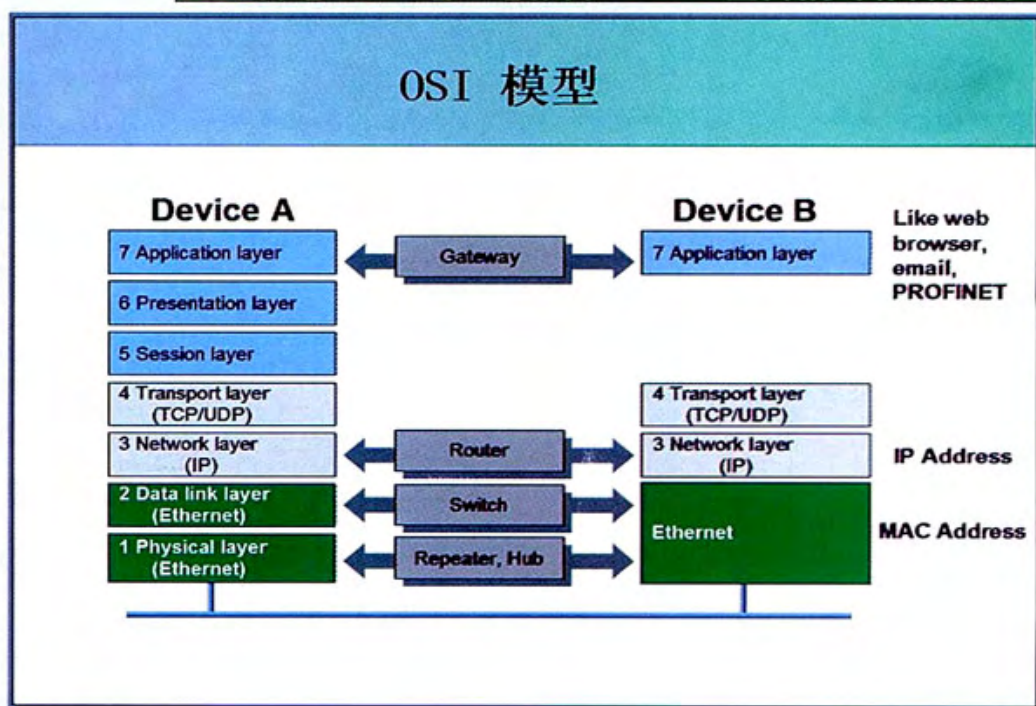 OSI 模型
Device A
Device B
7 Application layer
Gateway
7 Application layer
Like web
browser,
email,
PROFINET
6 Presentation layer
5 Session layer
4 Transport layer
(TCP/UDP)
4 Transport layer
(TCP/UDP)
3 Network layer
(IP)
Router
3 Network layer
(IP)
IP Address
2 Data link layer
(Ethernet)
Switch
Ethernet
MAC Address
1 Physical layer
(Ethernet)
Repeater, Hub